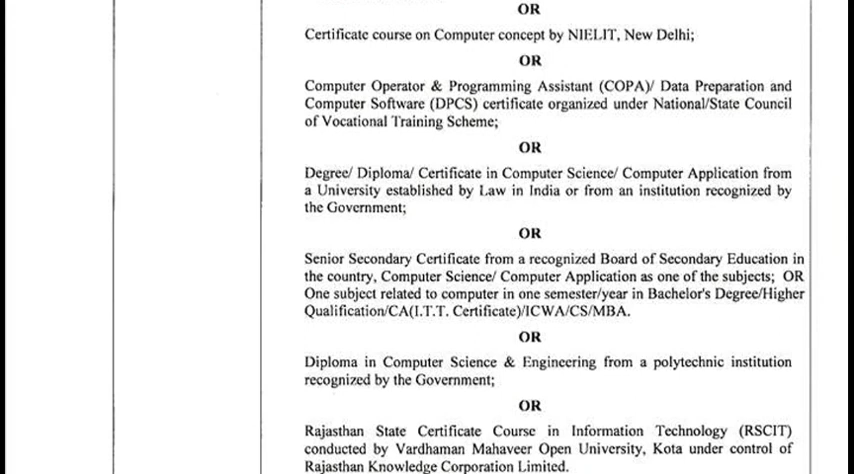 OR
Certificate course on Computer concept by NIELIT, New Delhi;
OR
Computer Operator & Programming Assistant (COPA)/ Data Preparation and
Computer Software (DPCS) certificate organized under National/State Council
of Vocational Training Scheme;
OR
Degree/ Diploma/ Certificate in Computer Science/ Computer Application from
a University established by Law in India or from an institution recognized by
the Government;
OR
Senior Secondary Certificate from a recognized Board of Secondary Education in
the country, Computer Science/ Computer Application as one of the subjects; OR
One subject related to computer in one semester/year in Bachelor's Degree/Higher
Qualification/CA(I.T.T. Certificate)/ICWA/CS/MBA.
OR
Diploma in Computer Science & Engineering from a polytechnic institution
recognized by the Government;
OR
Rajasthan State Certificate Course in Information Technology (RSCIT)
conducted by Vardhaman Mahaveer Open University, Kota under control of
Rajasthan Knowledge Corporation Limited.